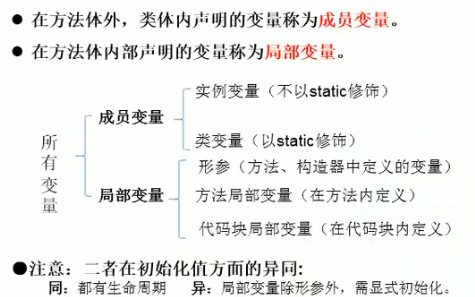 ● 在方法体外，类体内声明的变量称为成员变量。
● 在方法体内部声明的变量称为局部变量。
所有变量
成员变量
实例变量（不以static修饰）
类变量（以static修饰）
局部变量
形参（方法、构造器中定义的变量）
方法局部变量（在方法内定义）
代码块局部变量（在代码块内定义）
●注意：二者在初始化值方面的异同:
同：都有生命周期 异：局部变量除形参外，需显式初始化。